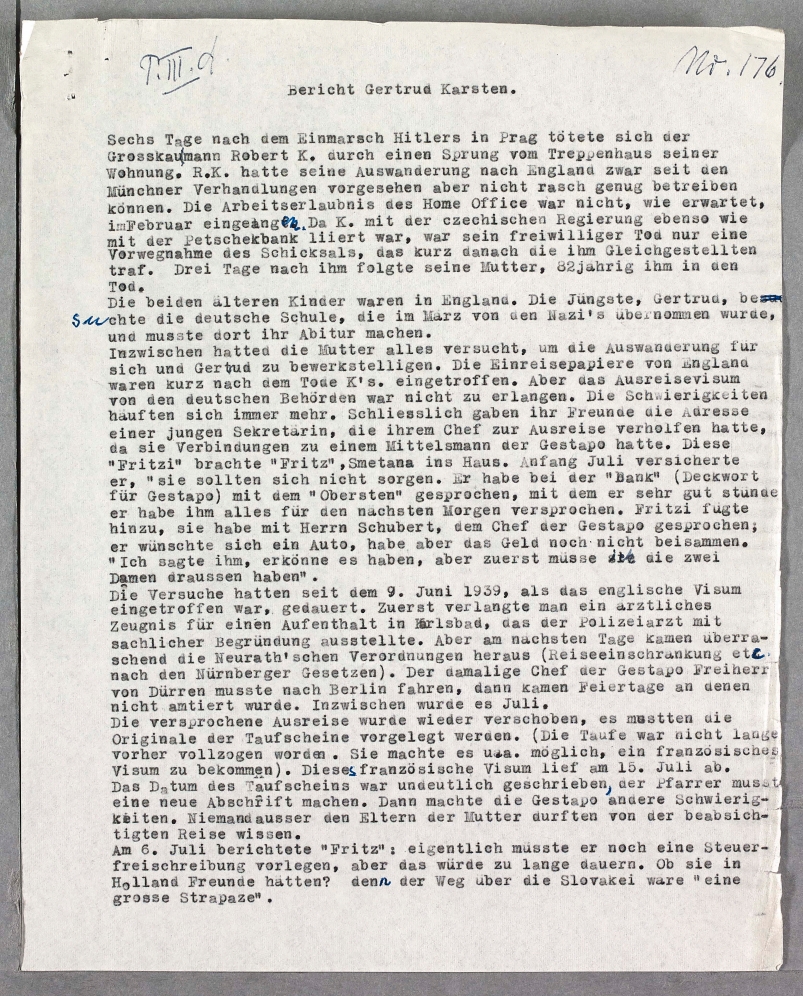 P.III.d.
No. 176
Bericht Gertrud Karsten.
Sechs Tage nach dem Einmarsch Hitlers in Prag tötete sich der
Grosskaufmann Robert K. durch einen Sprung vom Treppenhaus seiner
Wohnung. R.K. hatte seine Auswanderung nach England zwar seit den
Münchner Verhandlungen vorgesehen aber nicht rasch genug betreiben
können. Die Arbeitserlaubnis des Home Office war nicht, wie erwartet,
imFebruar eingegangen. Da K. mit der czechischen Regierung ebenso wie
mit der Petschekbank liiert war, war sein freiwilliger Tod nur eine
Vorwegnahme des Schicksals, das kurz danach die ihm Gleichgestellten
traf. Drei Tage nach ihm folgte seine Mutter, 82jährig ihm in den
Tod.
Die beiden älteren Kinder waren in England. Die Jüngste, Gertrud, be-
suchte die deutsche Schule, die im März von den Nazi's übernommen wurde,
und musste dort ihr Abitur machen.
Inzwischen hatted die Mutter alles versucht, um die Auswanderung für
sich und Gertud zu bewerkstelligen. Die Einreisepapiere von England
waren kurz nach dem Tode K's. eingetroffen. Aber das Ausreisevisum
von den deutschen Behörden war nicht zu erlangen. Die Schwierigkeiten
häuften sich immer mehr. Schliesslich gaben ihr Freunde die Adresse
einer jungen Sekretärin, die ihrem Chef zur Ausreise verholfen hatte,
da sie Verbindungen zu einem Mittelsmann der Gestapo hatte. Diese
"Fritzi" brachte "Fritz",Smetana ins Haus. Anfang Juli versicherte
er, "sie sollten sich nicht sorgen. Er habe bei der "Bank" (Deckwort
für Gestapo) mit dem "Obersten" gesprochen, mit dem er sehr gut stünde
er habe ihm alles für den nächsten Morgen versprochen. Fritzi fügte
hinzu, sie habe mit Herrn Schubert, dem Chef der Gestapo gesprochen;
er wünschte sich ein Auto, habe aber das Geld noch nicht beisammen.
"Ich sagte ihm, erkönne es haben, aber zuerst müsse die zwei
Damen draussen haben".
Die Versuche hatten seit dem 9. Juni 1939, als das englische Visum
eingetroffen war, gedauert. Zuerst verlangte man ein ärztliches
Zeugnis für einen Aufenthalt in Karlsbad, das der Polizeiarzt mit
sachlicher Begründung ausstellte. Aber am nächsten Tage kamen überra-
schend die Neurath'schen Verordnungen heraus (Reiseeinschränkung etc.
nach den Nürnberger Gesetzen). Der damalige Chef der Gestapo Freiherr
von Dürren musste nach Berlin fahren, dann kamen Feiertage an denen
nicht amtiert wurde. Inzwischen wurde es Juli.
Die versprochene Ausreise wurde wieder verschoben, es mustten die
Originale der Taufscheine vorgelegt werden. (Die Taufe war nicht lange
vorher vollzogen worden. Sie machte es u.a. möglich, ein französisches
Visum zu bekommen). Dieses französische Visum lief am 15. Juli ab.
Das Datum des Taufscheins war undeutlich geschrieben, der Pfarrer musste
eine neue Abschrift machen. Dann machte die Gestapo andere Schwierig-
keiten. Niemandausser den Eltern der Mutter durften von der beabsich-
tigten Reise wissen.
Am 6. Juli berichtete "Fritz": eigentlich müsste er noch eine Steuer-
freischreibung vorlegen, aber das würde zu lange dauern. Ob sie in
Holland Freunde hätten? denn der Weg über die Slovakei wäre "eine
grosse Strapaze".